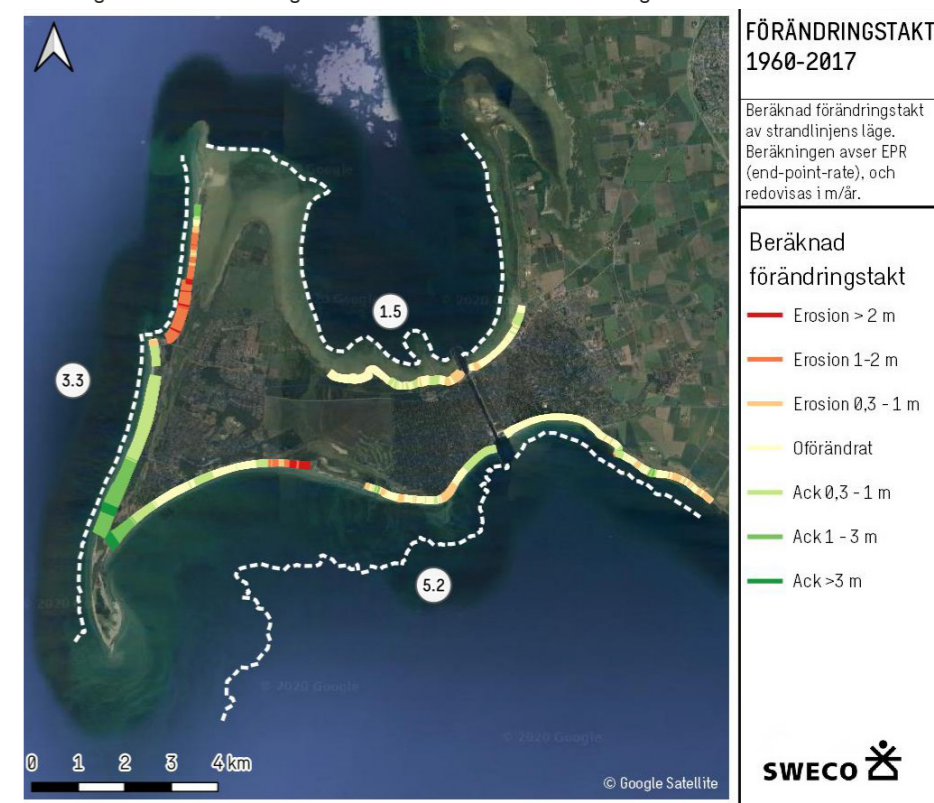 FÖRÄNDRINGSTAKT
1960-2017
Beräknad förändringstakt
av strandlinjens läge.
Beräkningen avser EPR
(end-point-rate), och
redovisas i m/år.
Beräknad
förändringstakt
Erosion > 2 m
Erosion 1-2 m
Erosion 0,3 - 1 m
Oförändrat
Ack 0,3 - 1 m
Ack 1 - 3 m
Ack >3 m
1.5
3.3
5.2
© 2020 Google
© 2020 Google
0 1 2 3 4 km
© Google Satellite
SWECO